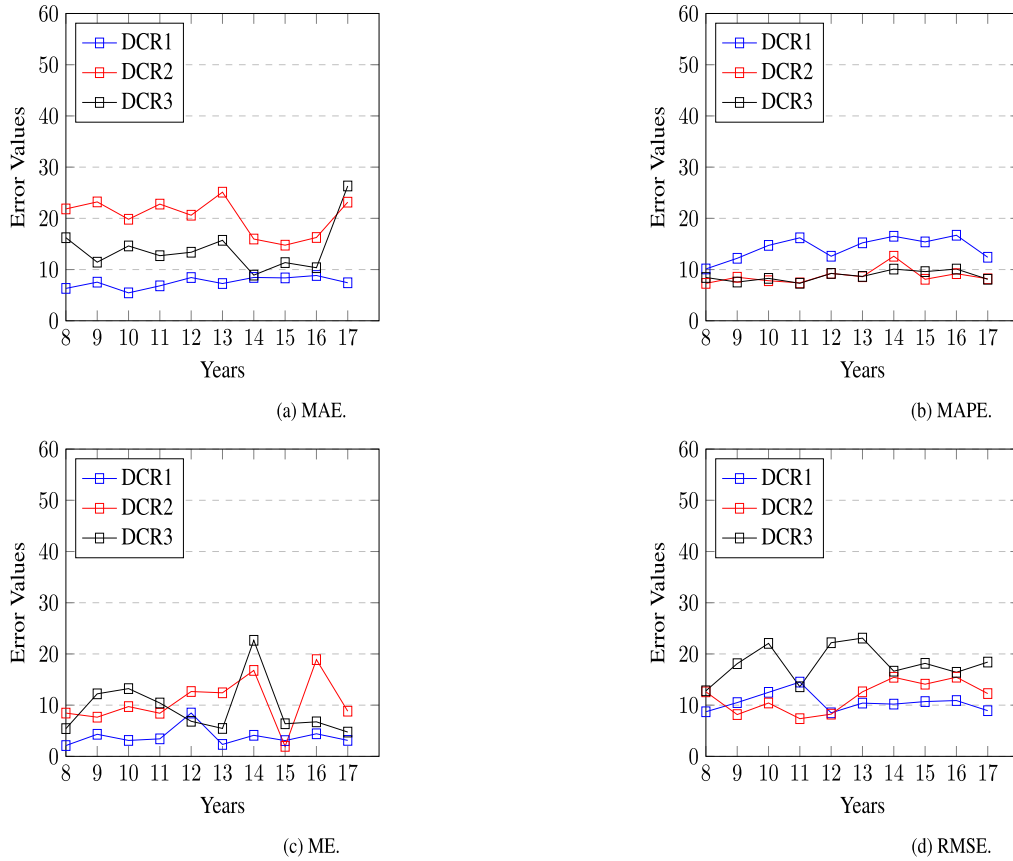 60
50
40
30
20
10
0
Error Values
DCR1
DCR2
DCR3
8 9 10 11 12 13 14 15 16 17
Years
(a) MAE.
60
50
40
30
20
10
0
Error Values
DCR1
DCR2
DCR3
8 9 10 11 12 13 14 15 16 17
Years
(b) MAPE.
60
50
40
30
20
10
0
Error Values
DCR1
DCR2
DCR3
8 9 10 11 12 13 14 15 16 17
Years
(c) ME.
60
50
40
30
20
10
0
Error Values
DCR1
DCR2
DCR3
8 9 10 11 12 13 14 15 16 17
Years
(d) RMSE.